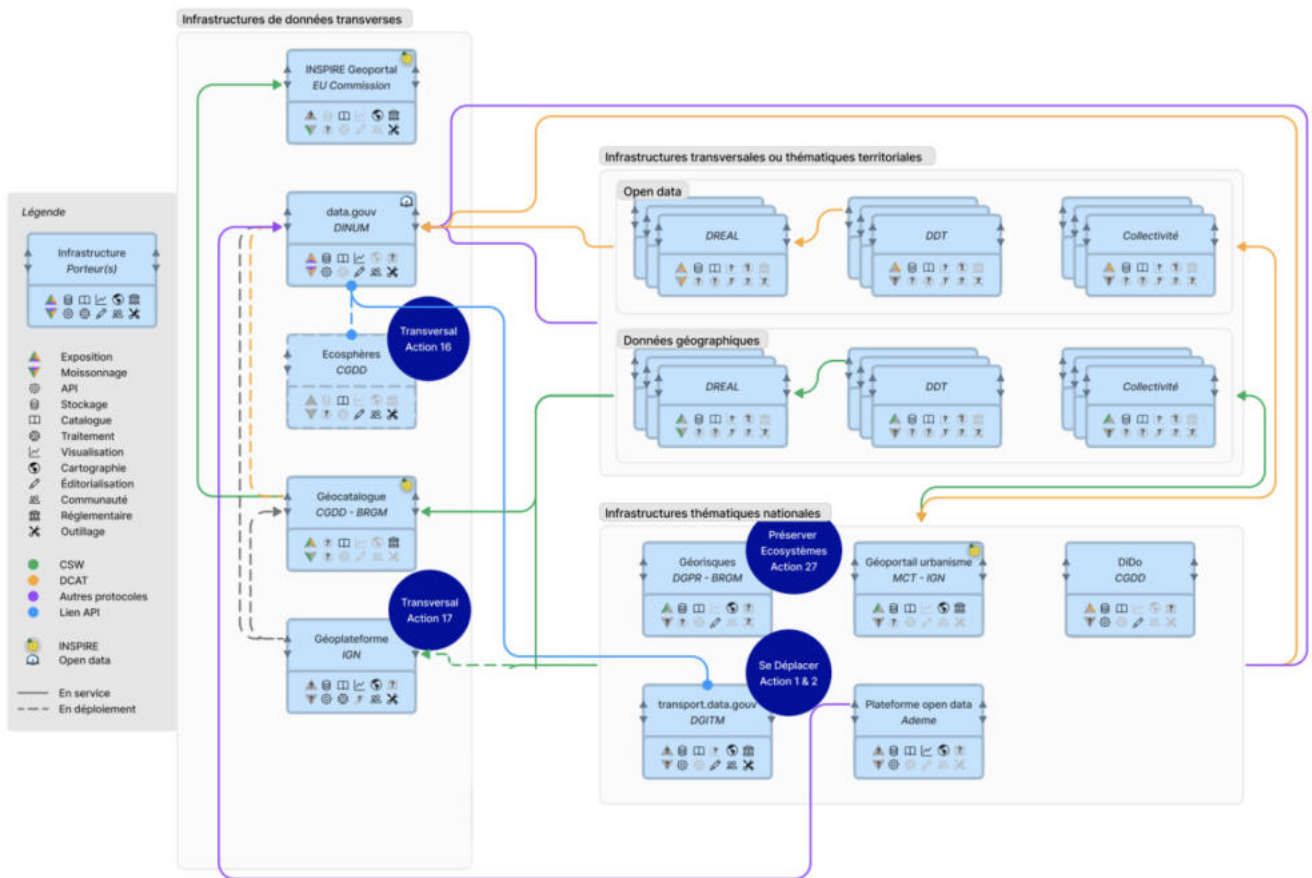 Infrastructures de données transverses
INSPIRE Geoportal
EU Commission
data.gouv
DINUM
Transversal
Action 16
Ecosphères
CGDD
Géocatalogue
CGDD - BRGM
Transversal
Action 17
Géoplateforme
IGN
Légende
Infrastructure
Porteur(s)
Exposition
Moissonnage
API
Stockage
Catalogue
Traitement
Visualisation
Cartographie
Éditorialisation
Communauté
Réglementaire
Outillage
CSW
DCAT
Autres protocoles
Lien API
INSPIRE
Open data
En service
En déploiement
Infrastructures transversales ou thématiques territoriales
Open data
DREAL
DDT
Collectivité
Données géographiques
DREAL
DDT
Collectivité
Infrastructures thématiques nationales
Géorisques
DGPR - BRGM
Préserver
Ecosystèmes
Action 27
Géoportail urbanisme
MCT - IGN
DiDo
CGDD
Se Déplacer
Action 1 & 2
transport.data.gouv
DGITM
Plateforme open data
Ademe